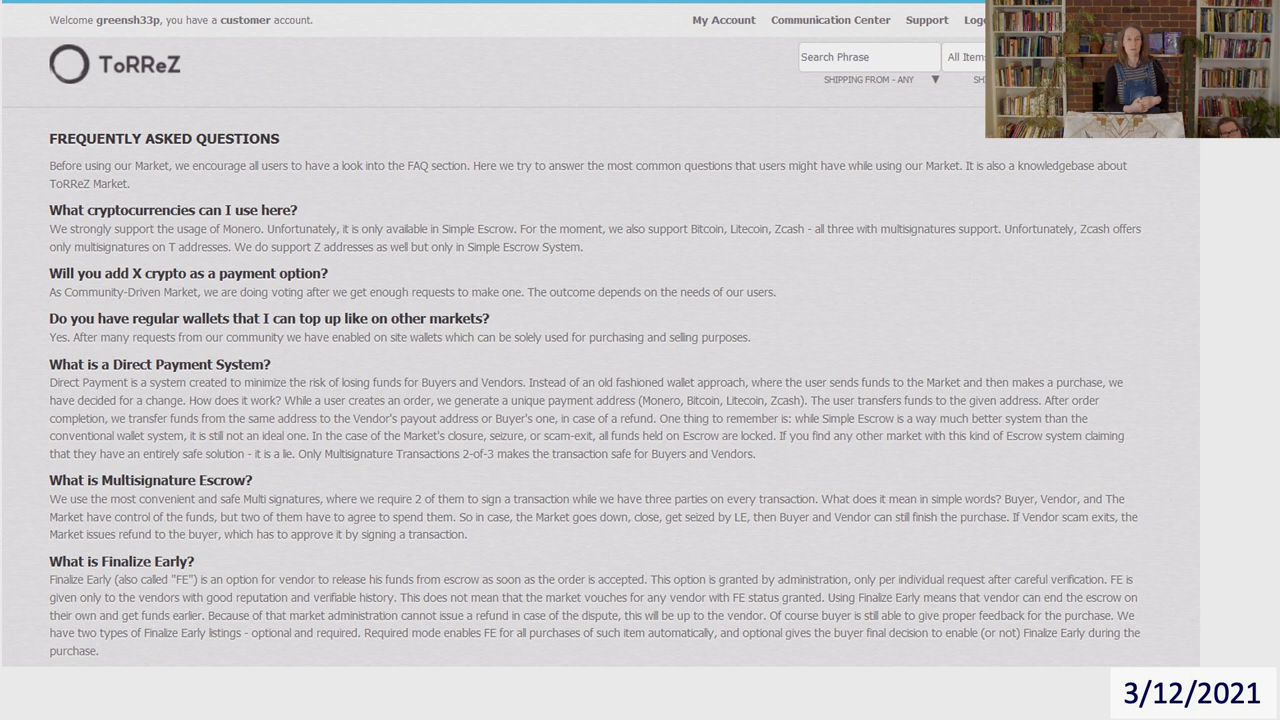 Welcome greensh33p, you have a customer account.
My Account Communication Center Support
ToRReZ
Search Phrase
SHIPPING FROM - ANY ▼
FREQUENTLY ASKED QUESTIONS
Before using our Market, we encourage all users to have a look into the FAQ section. Here we try to answer the most common questions that users might have while using our Market. It is also a knowledgebase about
ToRReZ Market.
What cryptocurrencies can I use here?
We strongly support the usage of Monero. Unfortunately, it is only available in Simple Escrow. For the moment, we also support Bitcoin, Litecoin, Zcash - all three with multisignatures support. Unfortunately, Zcash offers
only multisignatures on T addresses. We do support Z addresses as well but only in Simple Escrow System.
Will you add X crypto as a payment option?
As Community-Driven Market, we are doing voting after we get enough requests to make one. The outcome depends on the needs of our users.
Do you have regular wallets that I can top up like on other markets?
Yes. After many requests from our community we have enabled on site wallets which can be solely used for purchasing and selling purposes.
What is a Direct Payment System?
Direct Payment is a system created to minimize the risk of losing funds for Buyers and Vendors. Instead of an old fashioned wallet approach, where the user sends funds to the Market and then makes a purchase, we
have decided for a change. How does it work? While a user creates an order, we generate a unique payment address (Monero, Bitcoin, Litecoin, Zcash). The user transfers funds to the given address. After order
completion, we transfer funds from the same address to the Vendor's payout address or Buyer's one, in case of a refund. One thing to remember is: while Simple Escrow is a way much better system than the
conventional wallet system, it is still not an ideal one. In the case of the Market's closure, seizure, or scam-exit, all funds held on Escrow are locked. If you find any other market with this kind of Escrow system claiming
that they have an entirely safe solution - it is a lie. Only Multisignature Transactions 2-of-3 makes the transaction safe for Buyers and Vendors.
What is Multisignature Escrow?
We use the most convenient and safe Multi signatures, where we require 2 of them to sign a transaction while we have three parties on every transaction. What does it mean in simple words? Buyer, Vendor, and The
Market have control of the funds, but two of them have to agree to spend them. So in case, the Market goes down, close, get seized by LE, then Buyer and Vendor can still finish the purchase. If Vendor scam exits, the
Market issues refund to the buyer, which has to approve it by signing a transaction.
What is Finalize Early?
Finalize Early (also called "FE") is an option for vendor to release his funds from escrow as soon as the order is accepted. This option is granted by administration, only per individual request after careful verification. FE is
given only to the vendors with good reputation and verifiable history. This does not mean that the market vouches for any vendor with FE status granted. Using Finalize Early means that vendor can end the escrow on
their own and get funds earlier. Because of that market administration cannot issue a refund in case of the dispute, this will be up to the vendor. Of course buyer is still able to give proper feedback for the purchase. We
have two types of Finalize Early listings - optional and required. Required mode enables FE for all purchases of such item automatically, and optional gives the buyer final decision to enable (or not) Finalize Early during the
purchase.
3/12/2021